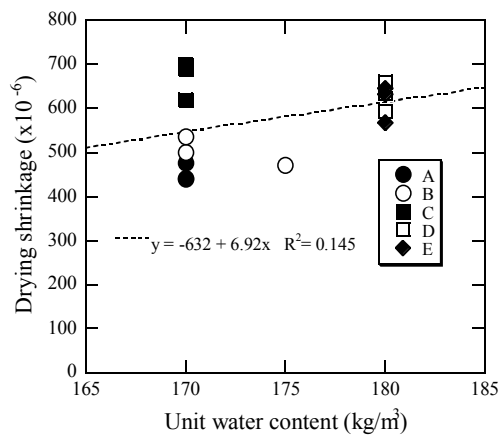 Drying shrinkage (x10⁻⁶)
800
700
600
500
400
300
200
100
0
A
B
C
D
E
y = -632 + 6.92x R²= 0.145
165
170
175
180
185
Unit water content (kg/m³)